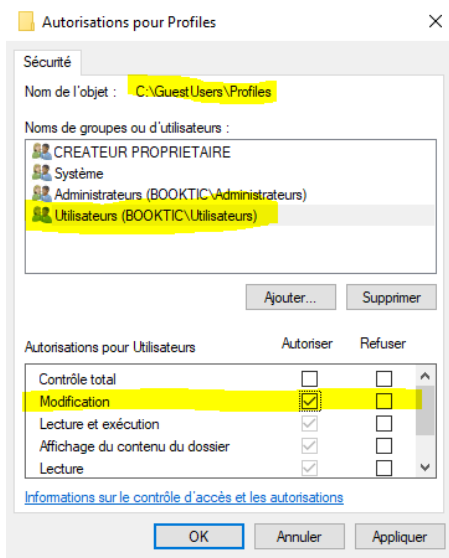 Autorisations pour Profiles
Sécurité
Nom de l'objet : C:\GuestUsers\Profiles
Noms de groupes ou d'utilisateurs :
CREATEUR PROPRIETAIRE
Système
Administrateurs (BOOKTIC\Administrateurs)
Utilisateurs (BOOKTIC\Utilisateurs)
Ajouter... Supprimer
Autorisations pour Utilisateurs Autoriser Refuser
Contrôle total
Modification
Lecture et exécution
Affichage du contenu du dossier
Lecture
Informations sur le contrôle d'accès et les autorisations
OK Annuler Appliquer